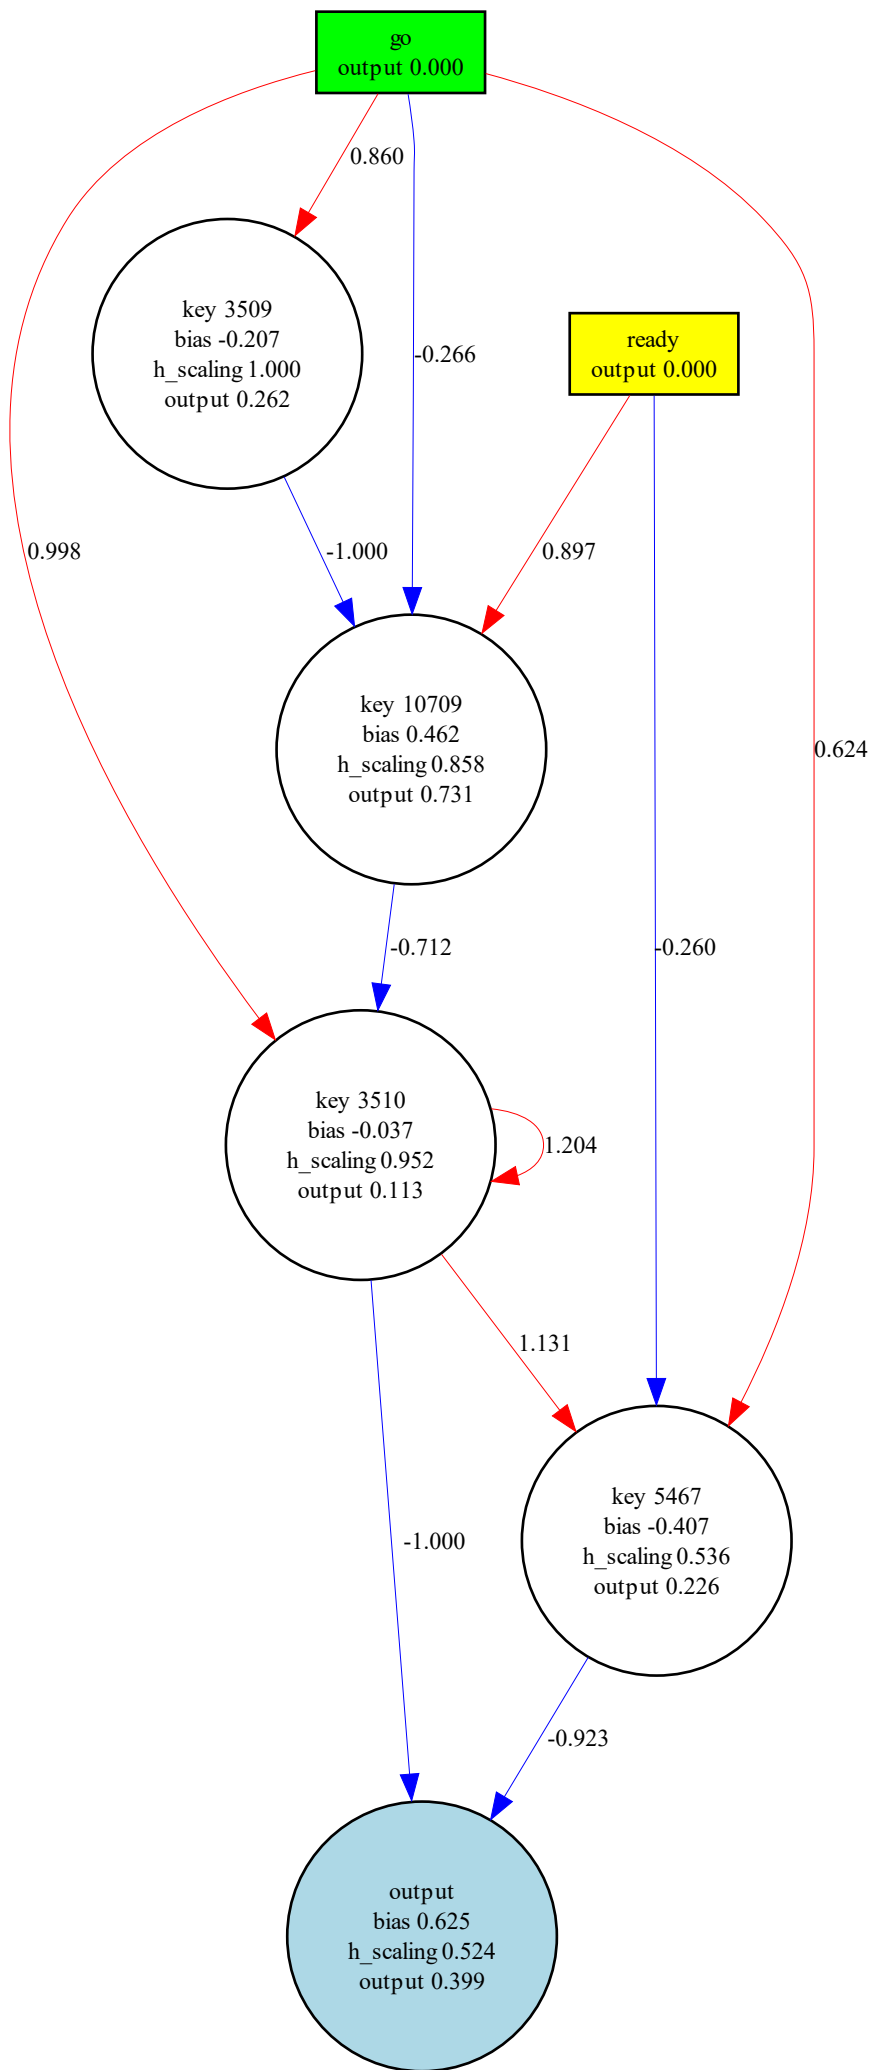 go
output 0.000
0.860
key 3509
bias -0.207
h_scaling 1.000
output 0.262
-0.266
ready
output 0.000
0.998
-1.000
0.897
key 10709
bias 0.462
h_scaling 0.858
output 0.731
0.624
-0.712
-0.260
key 3510
bias -0.037
h_scaling 0.952
output 0.113
1.204
1.131
key 5467
bias -0.407
h_scaling 0.536
output 0.226
-1.000
-0.923
output
bias 0.625
h_scaling 0.524
output 0.399